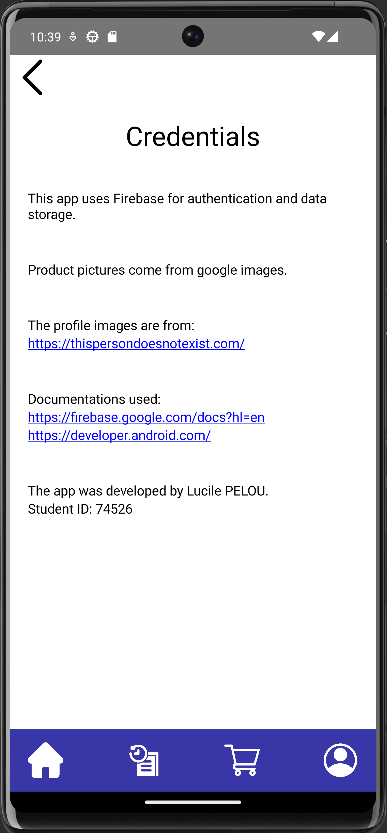 10:39
Credentials
This app uses Firebase for authentication and data
storage.
Product pictures come from google images.
The profile images are from:
https://thispersondoesnotexist.com/
Documentations used:
https://firebase.google.com/docs?hl=en
https://developer.android.com/
The app was developed by Lucile PELOU.
Student ID: 74526